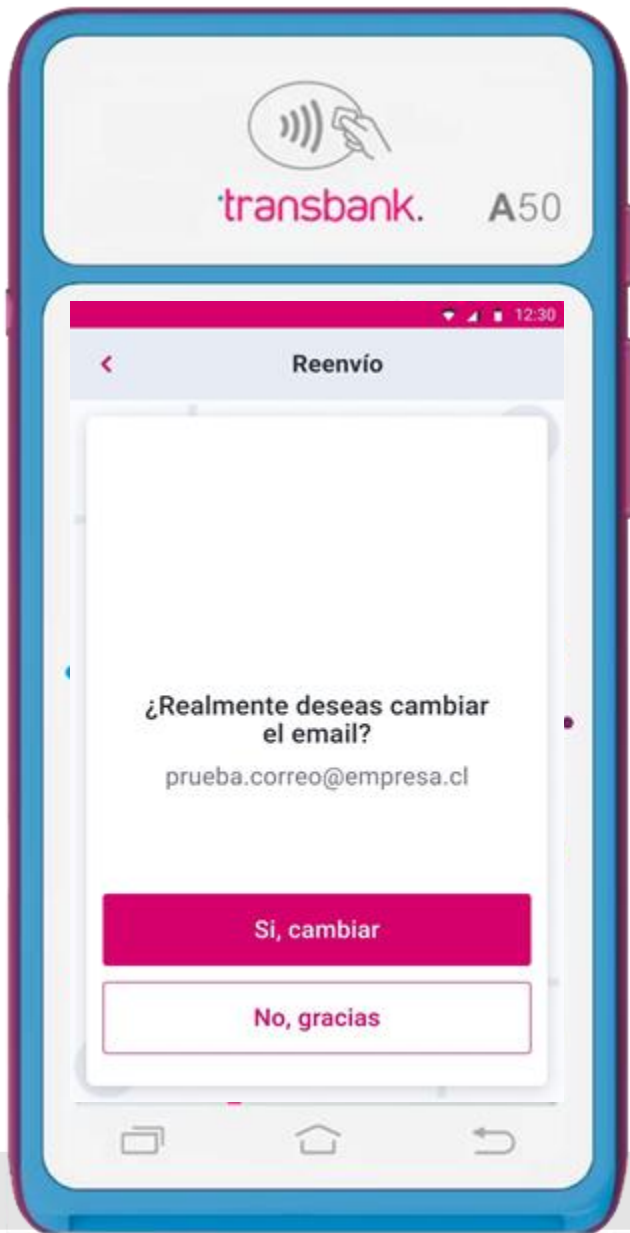 transbank.
A50
12:30
Reenvío
¿Realmente deseas cambiar
el email?
prueba.correo@empresa.cl
Si, cambiar
No, gracias